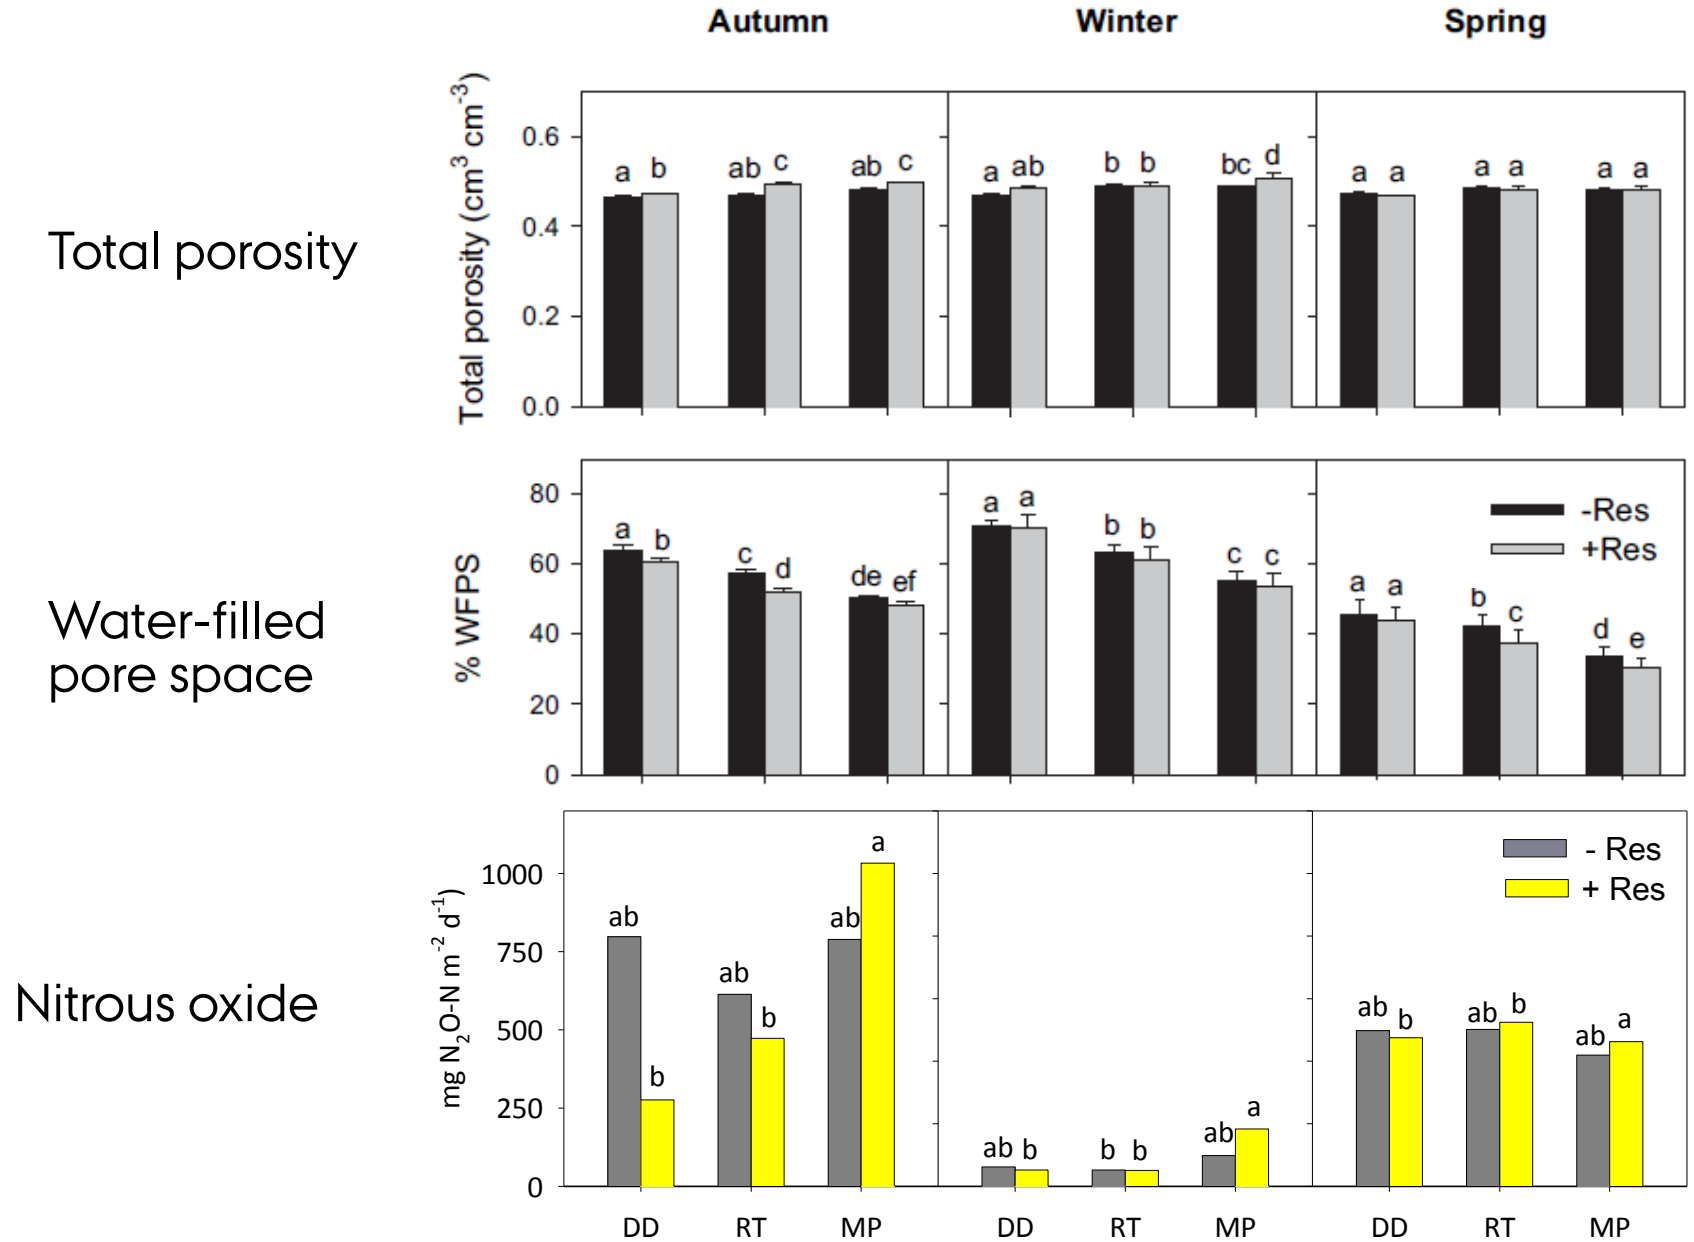 Autumn Winter Spring
Total porosity
Total porosity (cm³ cm⁻³)
0.6
0.4
0.2
0.0
a b ab c ab c
a ab b b bc d
a a a a a a
Water-filled
pore space
% WFPS
80
60
40
20
0
a b c d de ef
a a b b c c
a a b c d e
-Res
+Res
Nitrous oxide
mg N₂O-N m⁻² d⁻¹)
1000
750
500
250
0
ab b ab b ab a
ab b b b ab a
ab b ab b ab a
- Res
+ Res
DD RT MP DD RT MP DD RT MP